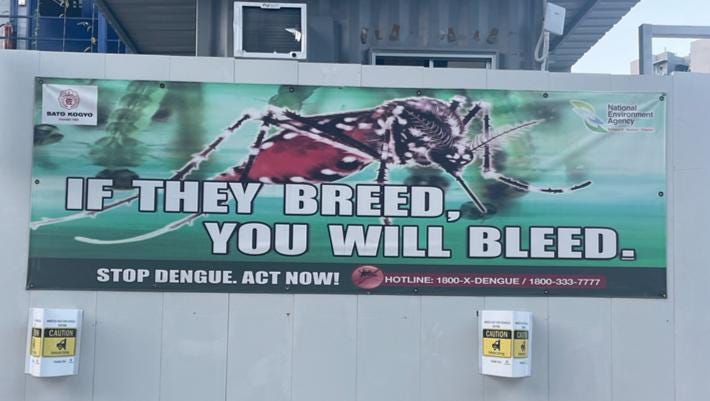 SATO KOGYO
National
Environment
Agency
IF THEY BREED,
YOU WILL BLEED.
STOP DENGUE. ACT NOW!
HOTLINE: 1800-X-DENGUE / 1800-333-7777
CAUTION
CAUTION